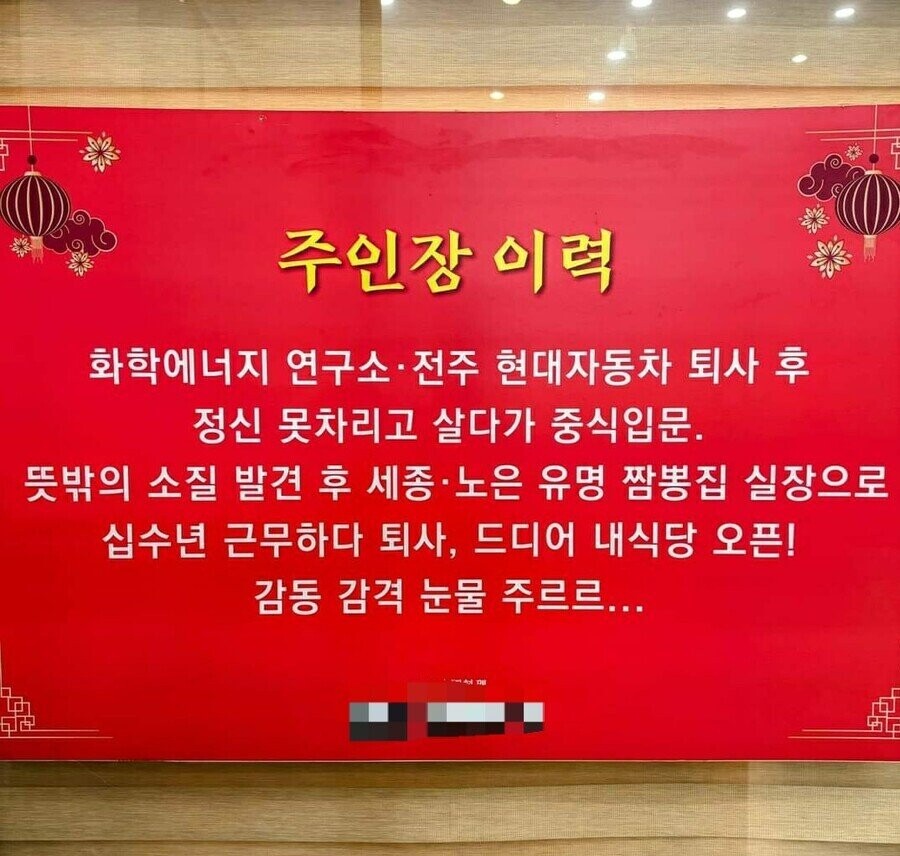 주인장 이력
화학에너지 연구소·전주 현대자동차 퇴사 후
정신 못차리고 살다가 중식입문.
뜻밖의 소질 발견 후 세종·노은 유명 짬뽕집 실장으로
십수년 근무하다 퇴사, 드디어 내식당 오픈!
감동 감격 눈물 주르르...